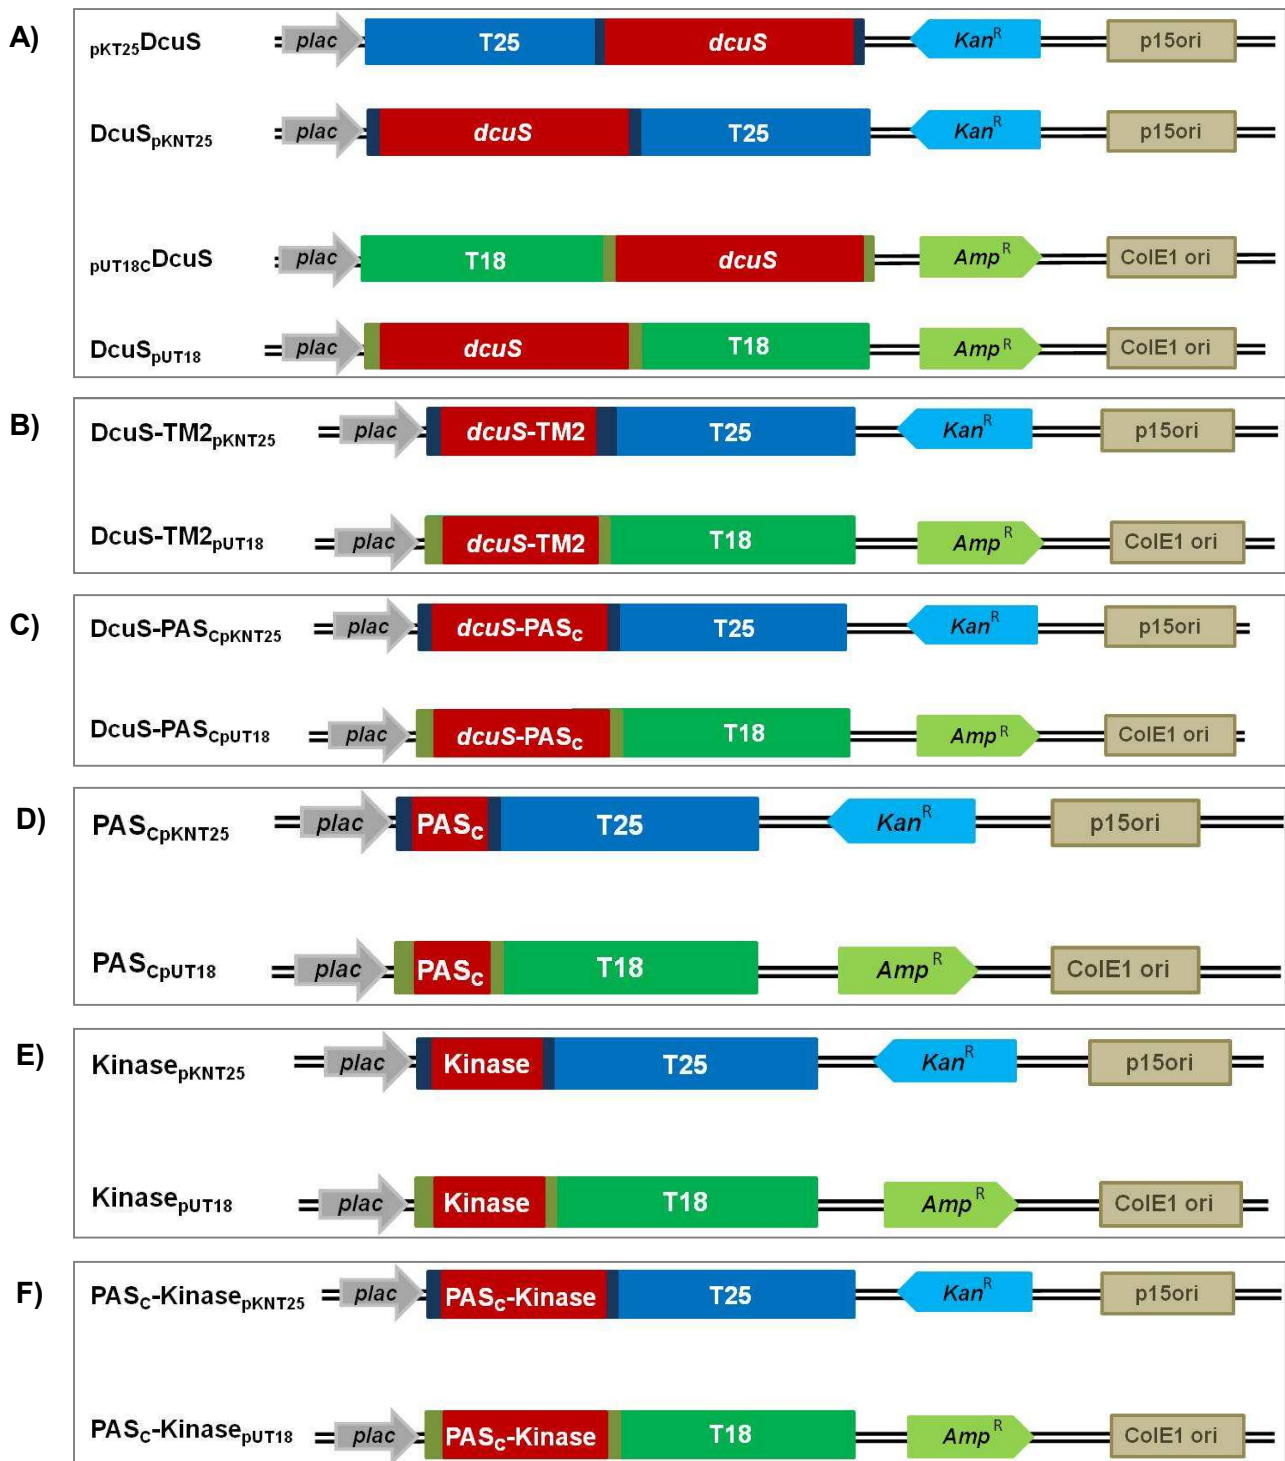 A)
pKT25DcuS plac T25 dcuS KanR p15ori
DcuSpKNT25 plac dcuS T25 KanR p15ori
pUT18CDcuS plac T18 dcuS AmpR ColE1 ori
DcuSpUT18 plac dcuS T18 AmpR ColE1 ori
B)
DcuS-TM2pKNT25 plac dcuS-TM2 T25 KanR p15ori
DcuS-TM2pUT18 plac dcuS-TM2 T18 AmpR ColE1 ori
C)
DcuS-PASCpKNT25 plac dcuS-PASC T25 KanR p15ori
DcuS-PASCpUT18 plac dcuS-PASC T18 AmpR ColE1 ori
D)
PASCpKNT25 plac PASC T25 KanR p15ori
PASCpUT18 plac PASC T18 AmpR ColE1 ori
E)
KinasepKNT25 plac Kinase T25 KanR p15ori
KinasepUT18 plac Kinase T18 AmpR ColE1 ori
F)
PASC-KinasepKNT25 plac PASC-Kinase T25 KanR p15ori
PASC-KinasepUT18 plac PASC-Kinase T18 AmpR ColE1 ori